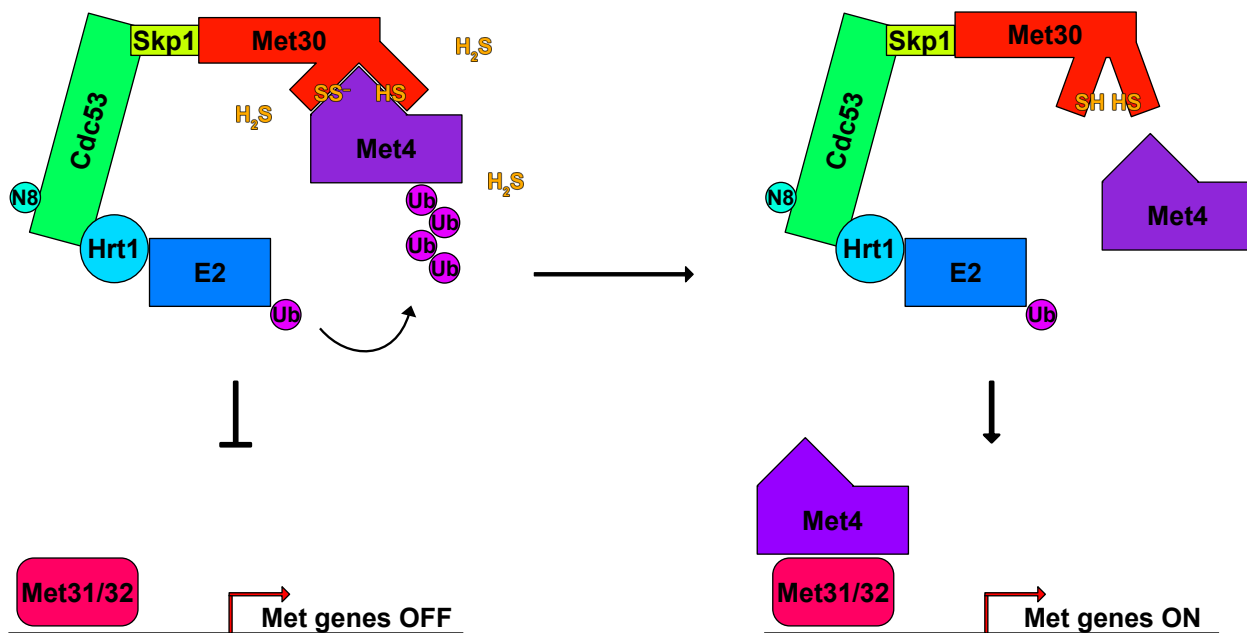 Skp1
Met30
H2S
SS⁻
HS
H2S
Cdc53
Met4
H2S
N8
Ub
Ub
Ub
Ub
Hrt1
E2
Ub
Met31/32
Met genes OFF
Skp1
Met30
SH
HS
Cdc53
N8
Met4
Hrt1
E2
Ub
Met4
Met31/32
Met genes ON